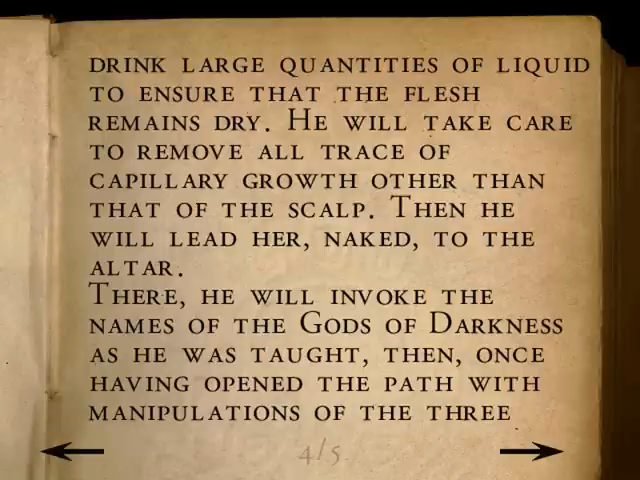 DRINK LARGE QUANTITIES OF LIQUID
TO ENSURE THAT THE FLESH
REMAINS DRY. HE WILL TAKE CARE
TO REMOVE ALL TRACE OF
CAPILLARY GROWTH OTHER THAN
THAT OF THE SCALP. THEN HE
WILL LEAD HER, NAKED, TO THE
ALTAR.
THERE, HE WILL INVOKE THE
NAMES OF THE GODS OF DARKNESS
AS HE WAS TAUGHT, THEN, ONCE
HAVING OPENED THE PATH WITH
MANIPULATIONS OF THE THREE
4/5